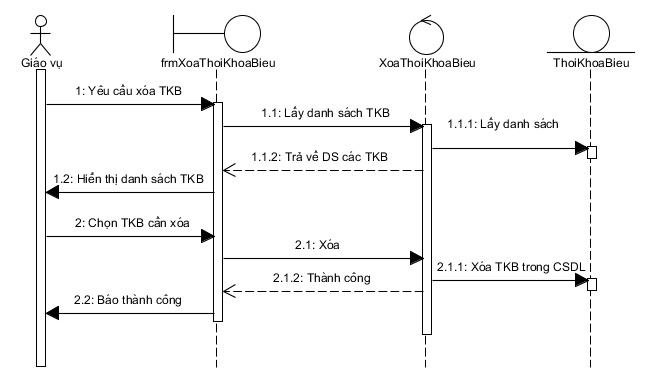 Giáo vụ
frmXoaThoiKhoaBieu
XoaThoiKhoaBieu
ThoiKhoaBieu
1: Yêu cầu xóa TKB
1.1: Lấy danh sách TKB
1.1.1: Lấy danh sách
1.1.2: Trả về DS các TKB
1.2: Hiển thị danh sách TKB
2: Chọn TKB cần xóa
2.1: Xóa
2.1.1: Xóa TKB trong CSDL
2.1.2: Thành công
2.2: Báo thành công